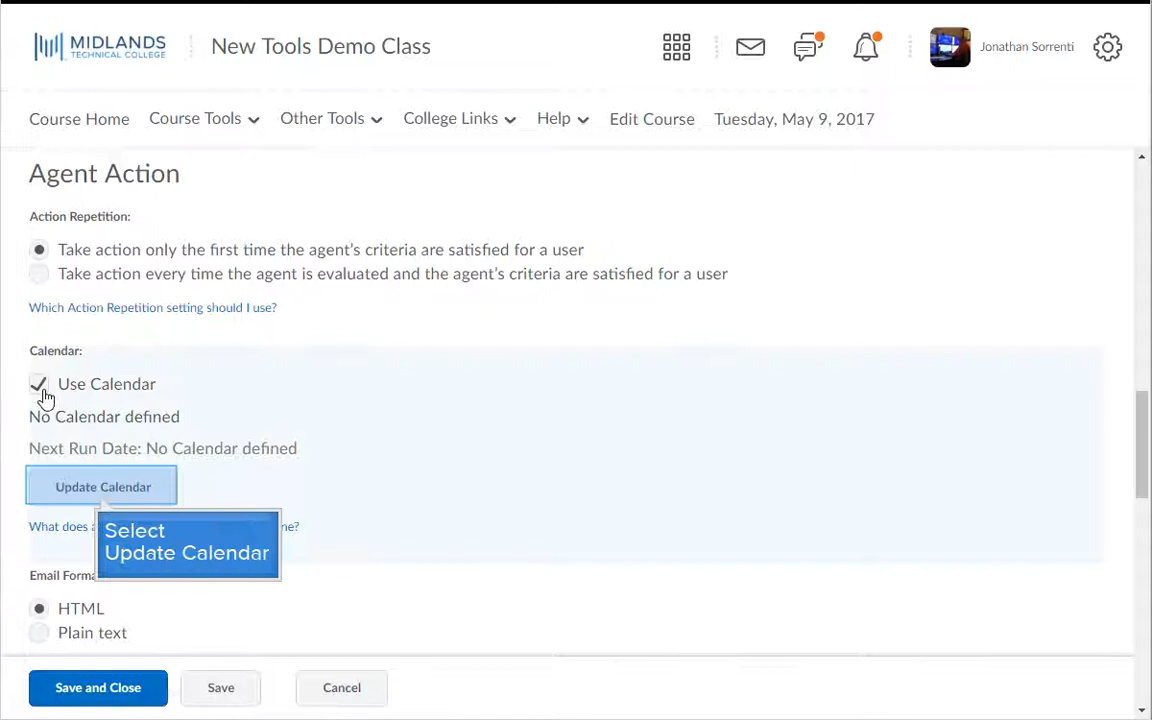 MIDLANDS
TECHNICAL COLLEGE
New Tools Demo Class
Jonathan Sorrenti
Course Home
Course Tools
Other Tools
College Links
Help
Edit Course
Tuesday, May 9, 2017
Agent Action
Action Repetition:
Take action only the first time the agent's criteria are satisfied for a user
Take action every time the agent is evaluated and the agent's criteria are satisfied for a user
Which Action Repetition setting should I use?
Calendar:
Use Calendar
No Calendar defined
Next Run Date: No Calendar defined
Update Calendar
What does
Select
Update Calendar
Email
HTML
Plain text
Save and Close
Save
Cancel